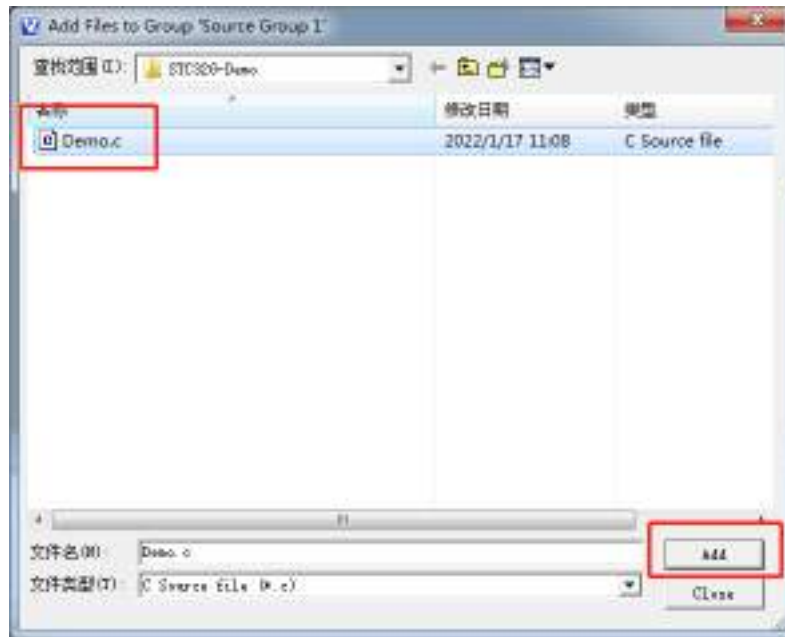 Add Files to Group 'Source Group 1'
查找范围(I): STC32G-Demo
名称 修改日期 类型
Demo.c 2022/1/17 11:08 C Source file
文件名(N): Demo.c Add
文件类型(T): C Source file (*.c) Close